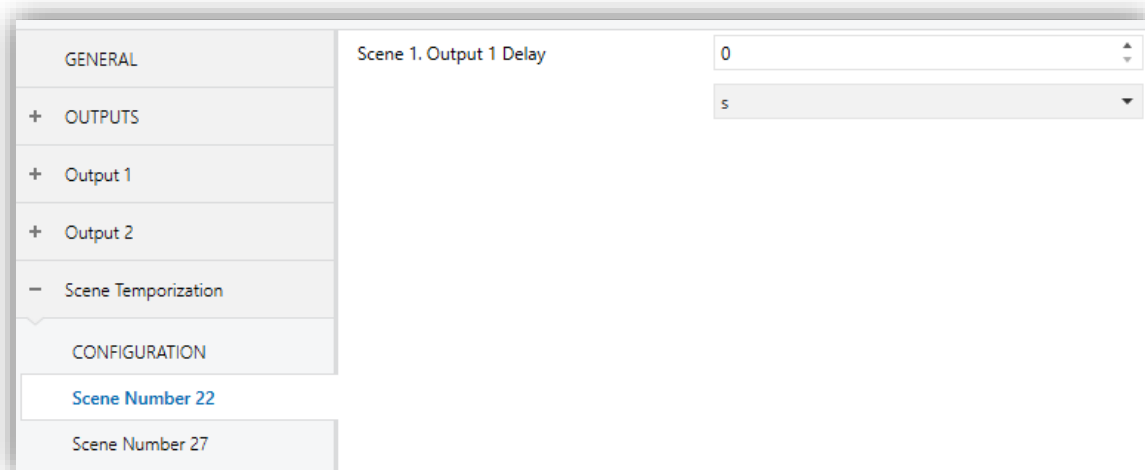 GENERAL
+ OUTPUTS
+ Output 1
+ Output 2
− Scene Temporization
CONFIGURATION
Scene Number 22
Scene Number 27
Scene 1. Output 1 Delay
0
s